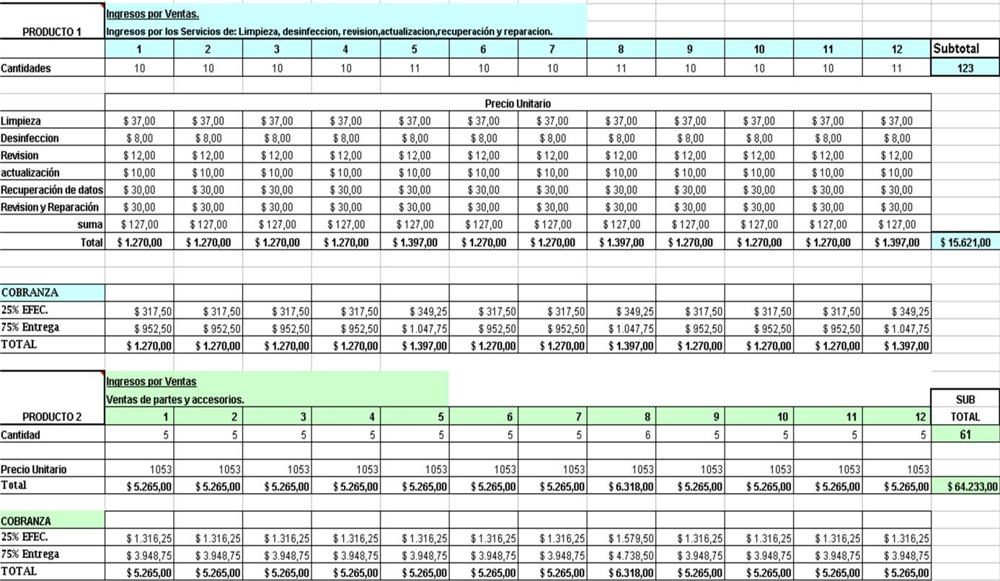 Ingresos por Ventas.
PRODUCTO 1 Ingresos por los Servicios de: Limpieza, desinfeccion, revision,actualizacion,recuperación y reparacion.
1 2 3 4 5 6 7 8 9 10 11 12 Subtotal
Cantidades 10 10 10 10 11 10 10 11 10 10 10 11 123
Precio Unitario
Limpieza $ 37,00 $ 37,00 $ 37,00 $ 37,00 $ 37,00 $ 37,00 $ 37,00 $ 37,00 $ 37,00 $ 37,00 $ 37,00 $ 37,00
Desinfeccion $ 8,00 $ 8,00 $ 8,00 $ 8,00 $ 8,00 $ 8,00 $ 8,00 $ 8,00 $ 8,00 $ 8,00 $ 8,00 $ 8,00
Revision $ 12,00 $ 12,00 $ 12,00 $ 12,00 $ 12,00 $ 12,00 $ 12,00 $ 12,00 $ 12,00 $ 12,00 $ 12,00 $ 12,00
actualización $ 10,00 $ 10,00 $ 10,00 $ 10,00 $ 10,00 $ 10,00 $ 10,00 $ 10,00 $ 10,00 $ 10,00 $ 10,00 $ 10,00
Recuperación de datos $ 30,00 $ 30,00 $ 30,00 $ 30,00 $ 30,00 $ 30,00 $ 30,00 $ 30,00 $ 30,00 $ 30,00 $ 30,00 $ 30,00
Revision y Reparación $ 30,00 $ 30,00 $ 30,00 $ 30,00 $ 30,00 $ 30,00 $ 30,00 $ 30,00 $ 30,00 $ 30,00 $ 30,00 $ 30,00
suma $ 127,00 $ 127,00 $ 127,00 $ 127,00 $ 127,00 $ 127,00 $ 127,00 $ 127,00 $ 127,00 $ 127,00 $ 127,00 $ 127,00
Total $ 1.270,00 $ 1.270,00 $ 1.270,00 $ 1.270,00 $ 1.397,00 $ 1.270,00 $ 1.270,00 $ 1.397,00 $ 1.270,00 $ 1.270,00 $ 1.270,00 $ 1.397,00 $ 15.621,00
COBRANZA
25% EFEC. $ 317,50 $ 317,50 $ 317,50 $ 317,50 $ 349,25 $ 317,50 $ 317,50 $ 349,25 $ 317,50 $ 317,50 $ 317,50 $ 349,25
75% Entrega $ 952,50 $ 952,50 $ 952,50 $ 952,50 $ 1.047,75 $ 952,50 $ 952,50 $ 1.047,75 $ 952,50 $ 952,50 $ 952,50 $ 1.047,75
TOTAL $ 1.270,00 $ 1.270,00 $ 1.270,00 $ 1.270,00 $ 1.397,00 $ 1.270,00 $ 1.270,00 $ 1.397,00 $ 1.270,00 $ 1.270,00 $ 1.270,00 $ 1.397,00
Ingresos por Ventas
Ventas de partes y accesorios. SUB
PRODUCTO 2 1 2 3 4 5 6 7 8 9 10 11 12 TOTAL
Cantidad 5 5 5 5 5 5 5 6 5 5 5 5 61
Precio Unitario 1053 1053 1053 1053 1053 1053 1053 1053 1053 1053 1053 1053
Total $ 5.265,00 $ 5.265,00 $ 5.265,00 $ 5.265,00 $ 5.265,00 $ 5.265,00 $ 5.265,00 $ 6.318,00 $ 5.265,00 $ 5.265,00 $ 5.265,00 $ 5.265,00 $ 64.233,00
COBRANZA
25% EFEC. $ 1.316,25 $ 1.316,25 $ 1.316,25 $ 1.316,25 $ 1.316,25 $ 1.316,25 $ 1.316,25 $ 1.579,50 $ 1.316,25 $ 1.316,25 $ 1.316,25 $ 1.316,25
75% Entrega $ 3.948,75 $ 3.948,75 $ 3.948,75 $ 3.948,75 $ 3.948,75 $ 3.948,75 $ 3.948,75 $ 4.738,50 $ 3.948,75 $ 3.948,75 $ 3.948,75 $ 3.948,75
TOTAL $ 5.265,00 $ 5.265,00 $ 5.265,00 $ 5.265,00 $ 5.265,00 $ 5.265,00 $ 5.265,00 $ 6.318,00 $ 5.265,00 $ 5.265,00 $ 5.265,00 $ 5.265,00